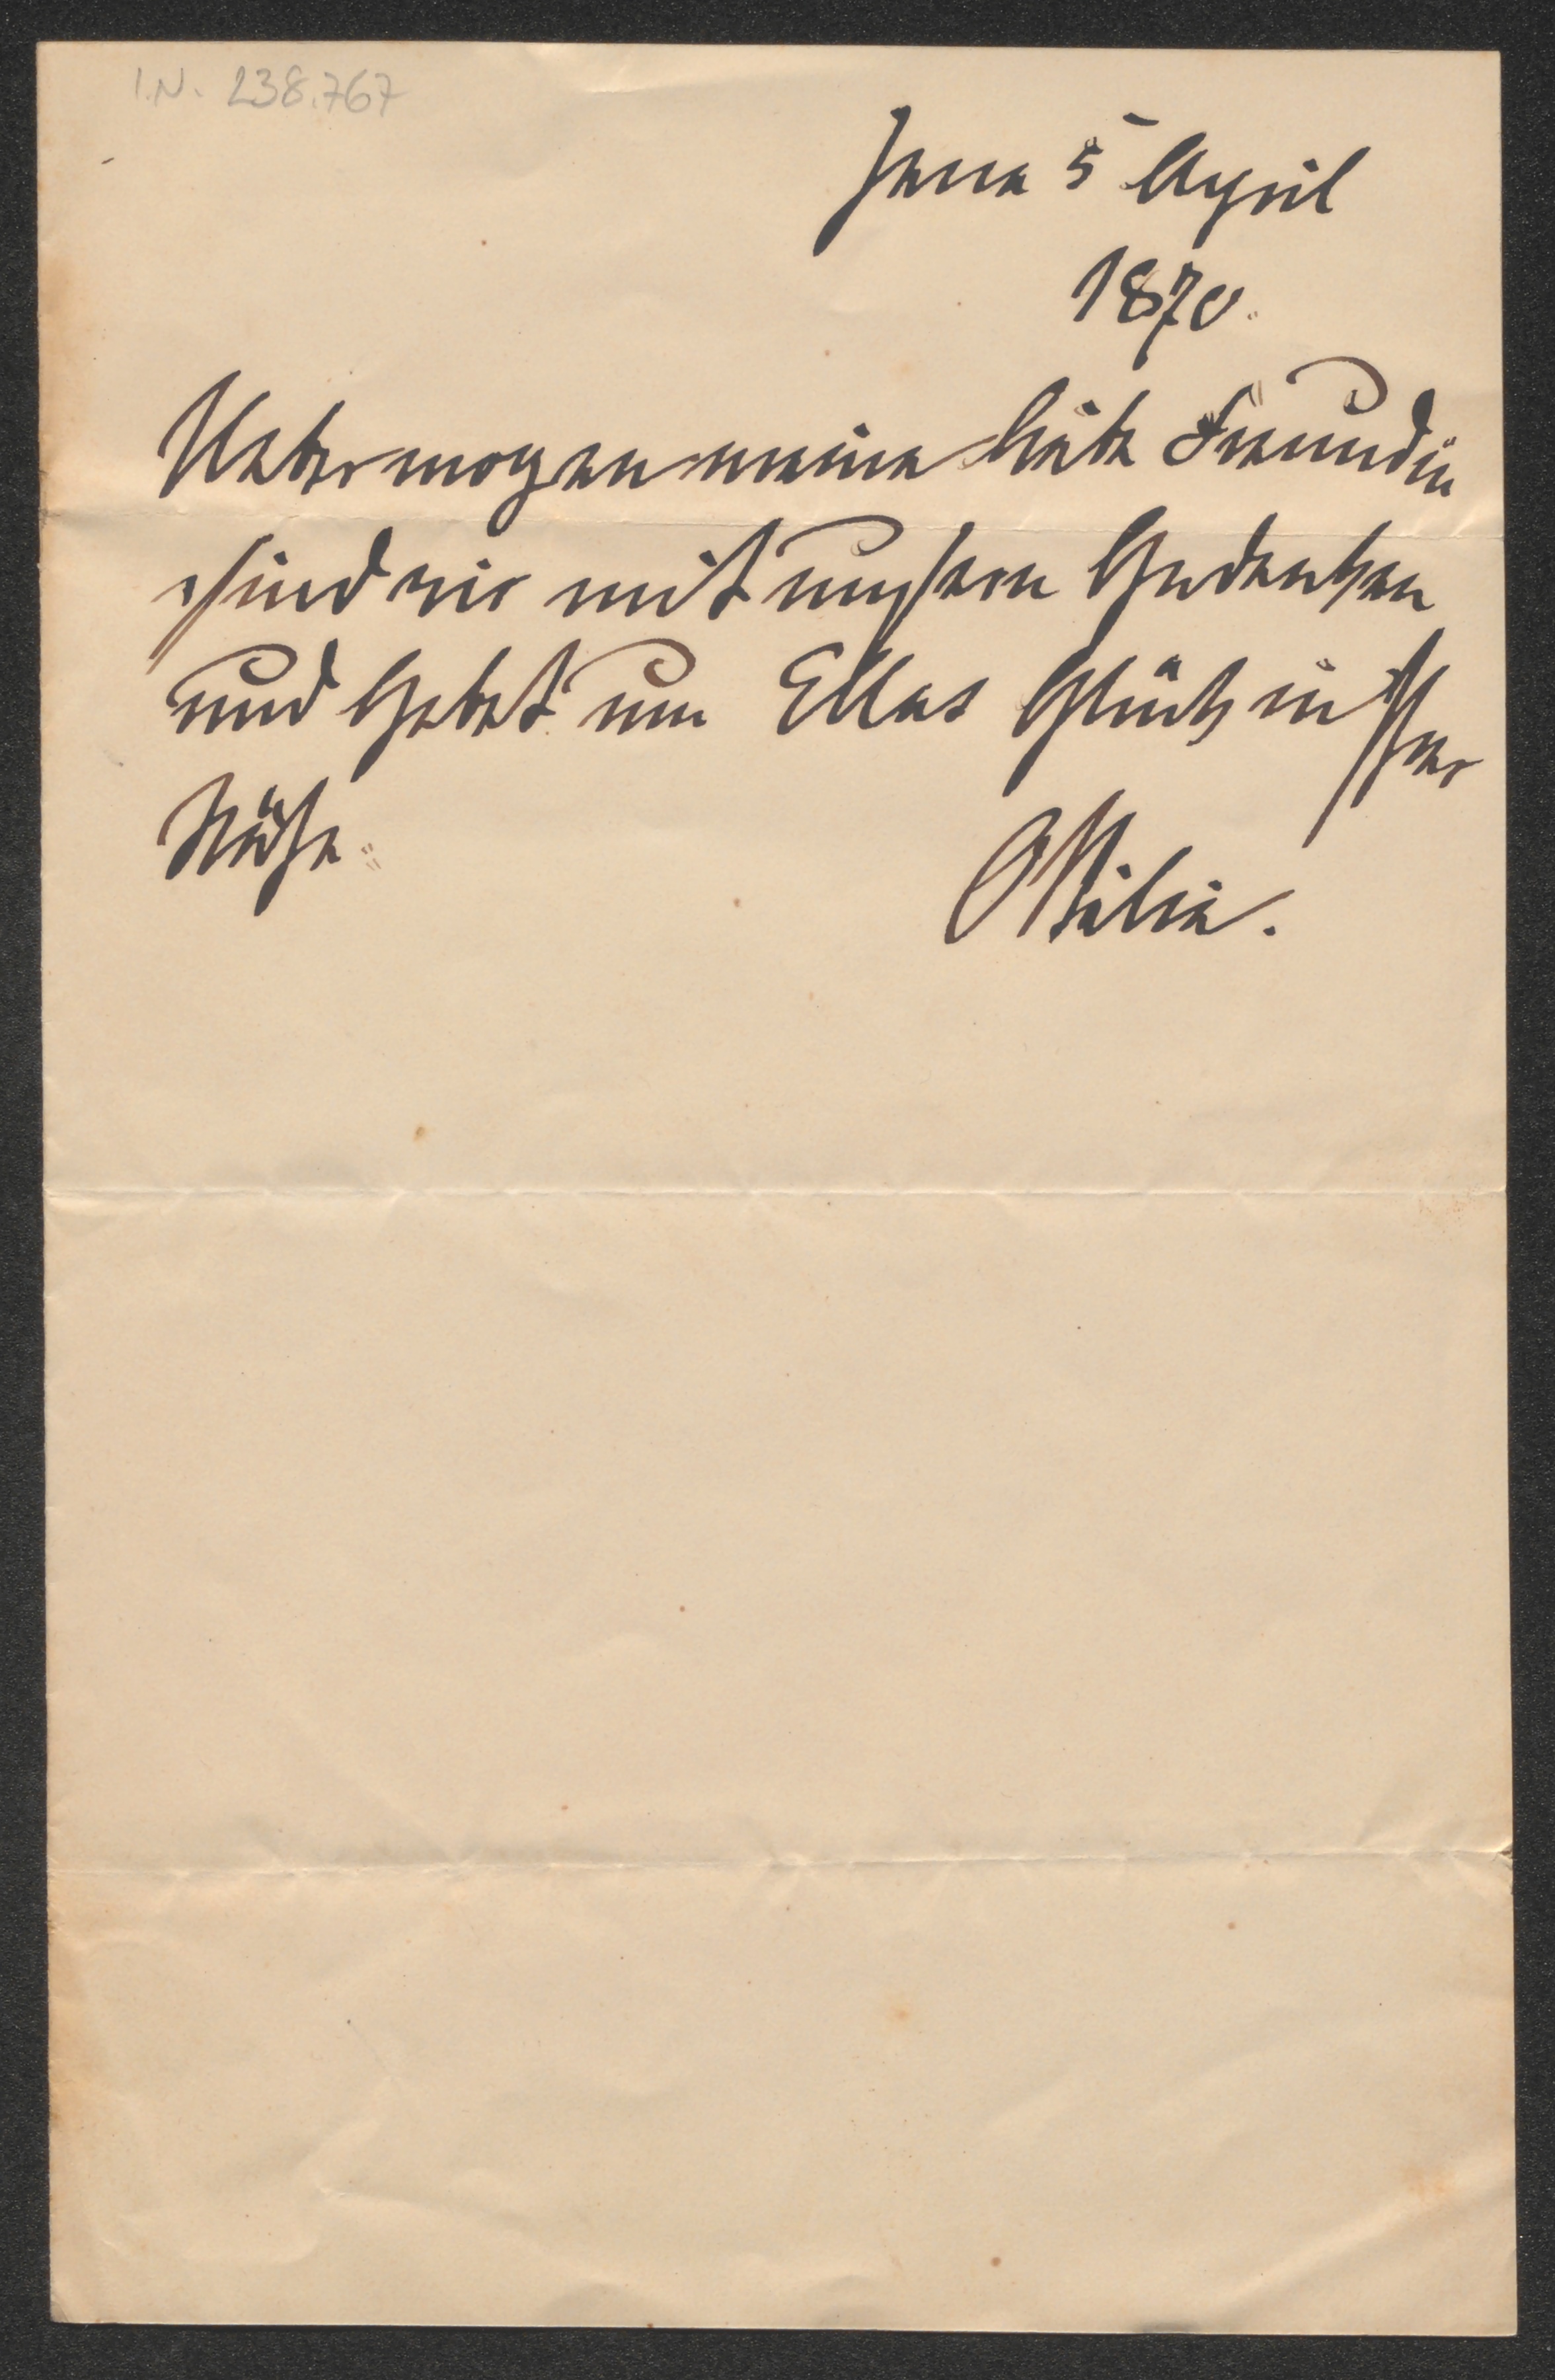 I.N. 238.767
Jena 5 April
1870.
Uebermorgen meine liebe Freundin
sind wir mit unsern Gedanken
und Gebet um Ellas Glück in Ihrer
Nähe.
Ottilie.